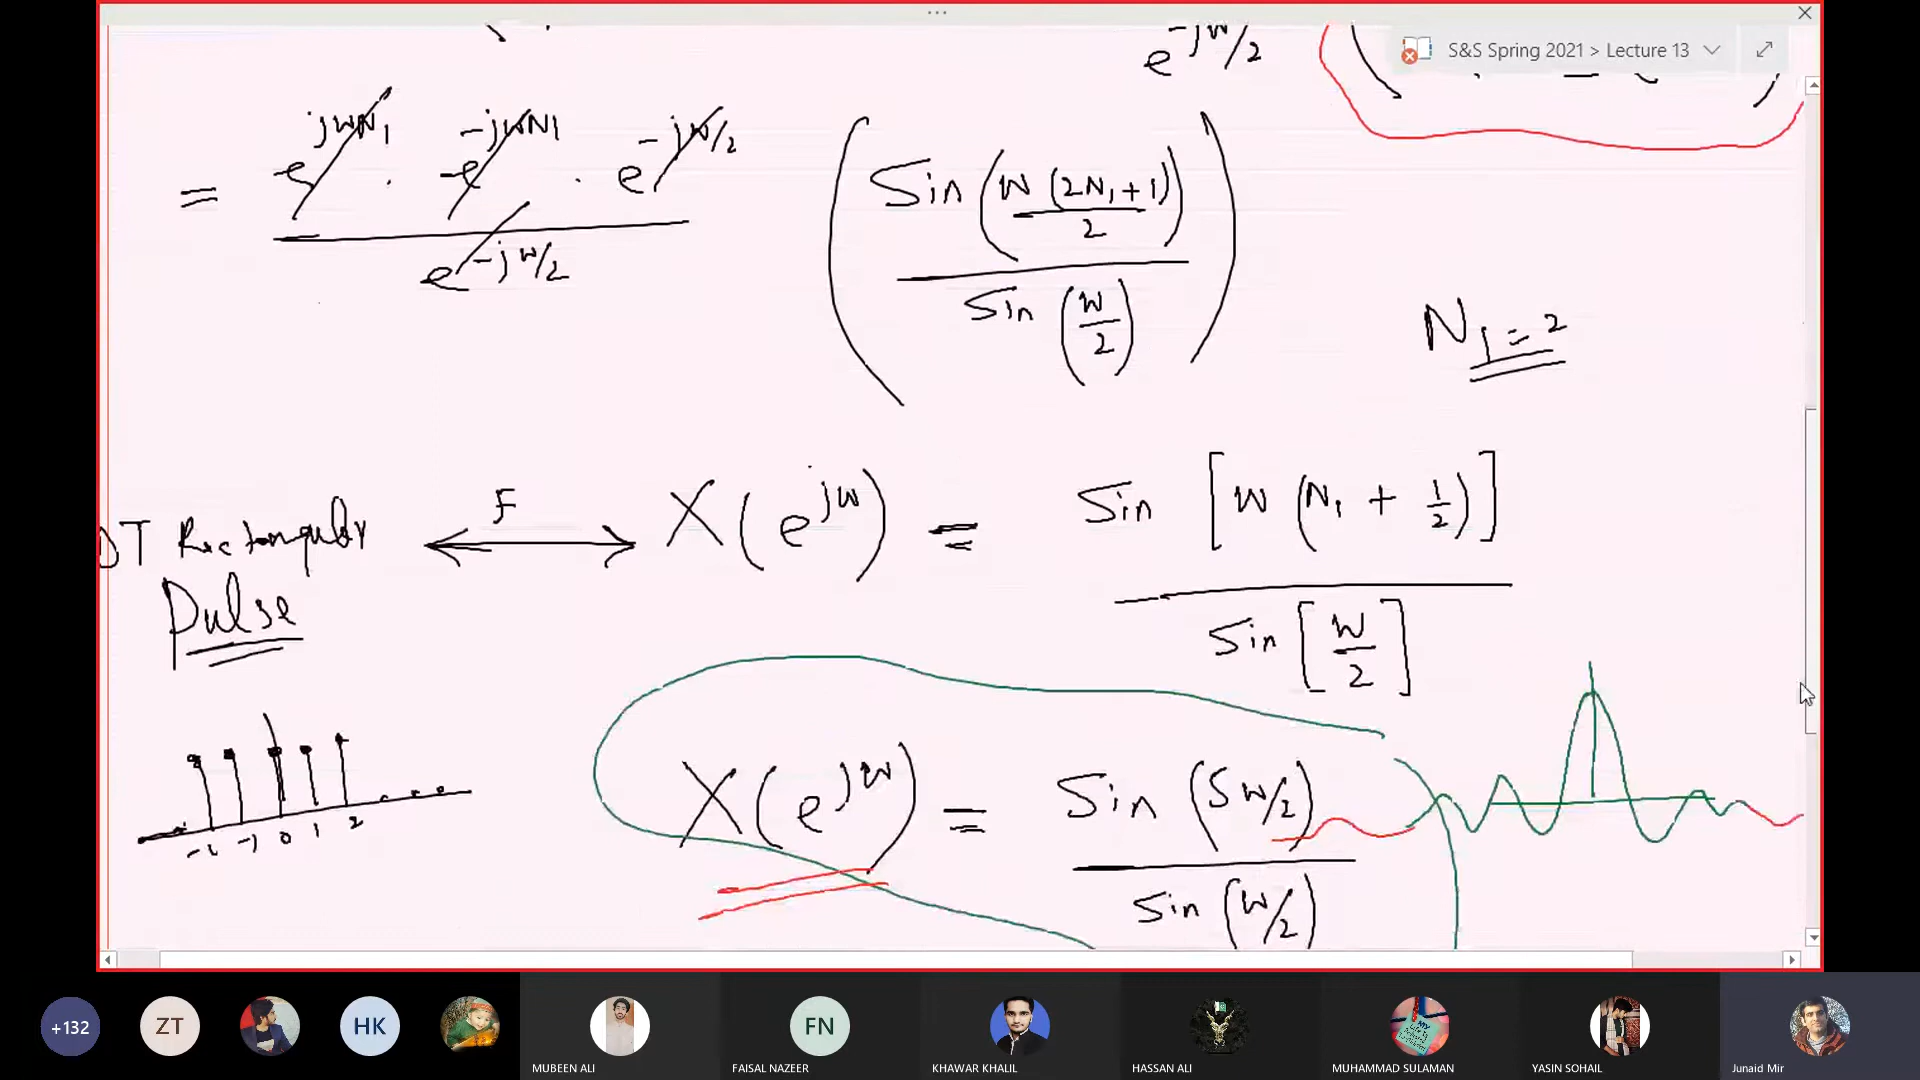 ...
S&S Spring 2021 > Lecture 13
e^{-jw/2}
= e^{jwN1} . e^{-jwN1} . e^{-jw/2} / e^{-jw/2} ( Sin (w (2N1+1) / 2) / Sin (w/2) )
N1 = 2
DT Rectangular Pulse ⟷ F X(e^{jw}) = Sin [w (N1 + 1/2)] / Sin [w/2]
-2 -1 0 1 2
X(e^{jw}) = Sin (5w/2) / Sin (w/2)
+132 ZT HK FN
MUBEEN ALI FAISAL NAZEER KHAWAR KHALIL HASSAN ALI MUHAMMAD SULAMAN YASIN SOHAIL Junaid Mir